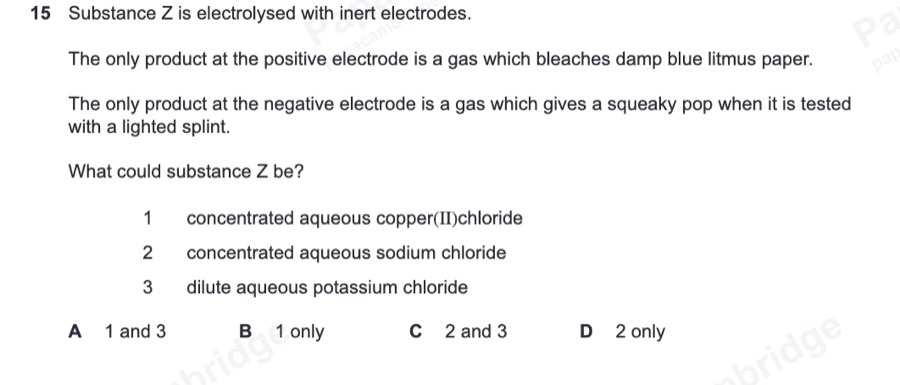 15 Substance Z is electrolysed with inert electrodes.
The only product at the positive electrode is a gas which bleaches damp blue litmus paper.
The only product at the negative electrode is a gas which gives a squeaky pop when it is tested
with a lighted splint.
What could substance Z be?
1 concentrated aqueous copper(II)chloride
2 concentrated aqueous sodium chloride
3 dilute aqueous potassium chloride
A 1 and 3 B 1 only C 2 and 3 D 2 only